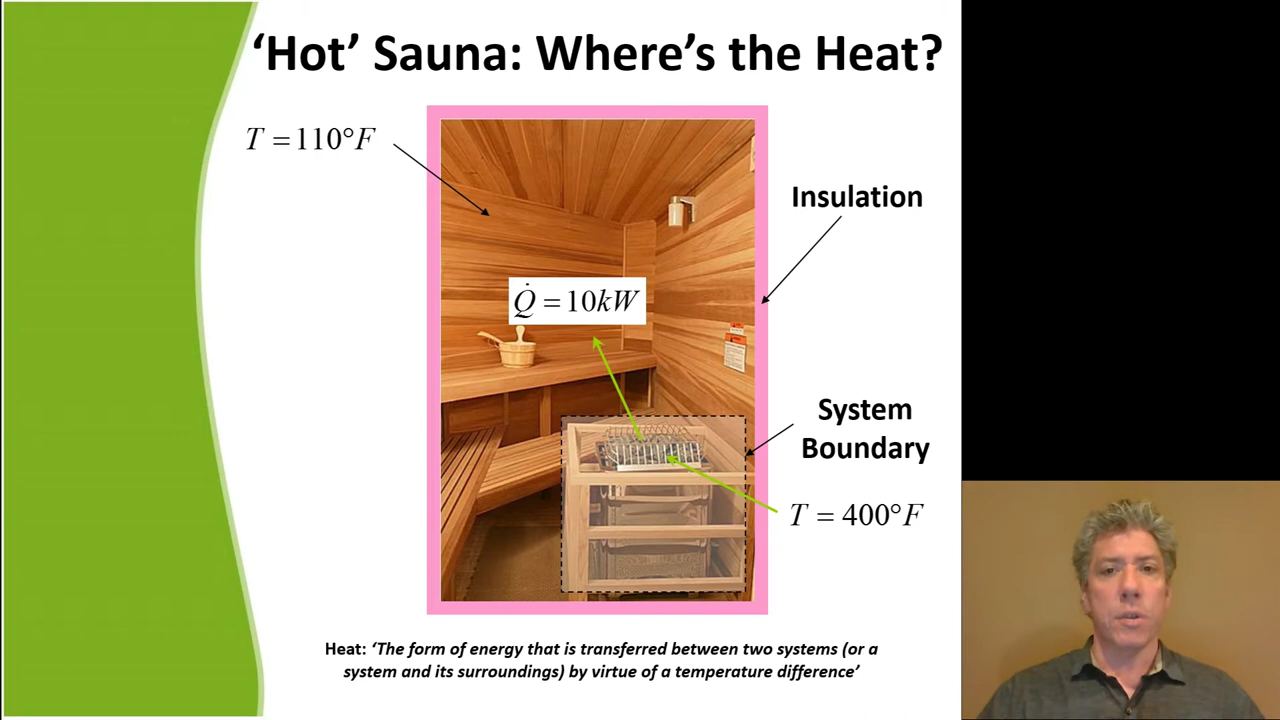 ‘Hot’ Sauna: Where’s the Heat?
T = 110°F
Insulation
Q̇ = 10kW
System
Boundary
T = 400°F
Heat: ‘The form of energy that is transferred between two systems (or a
system and its surroundings) by virtue of a temperature difference’